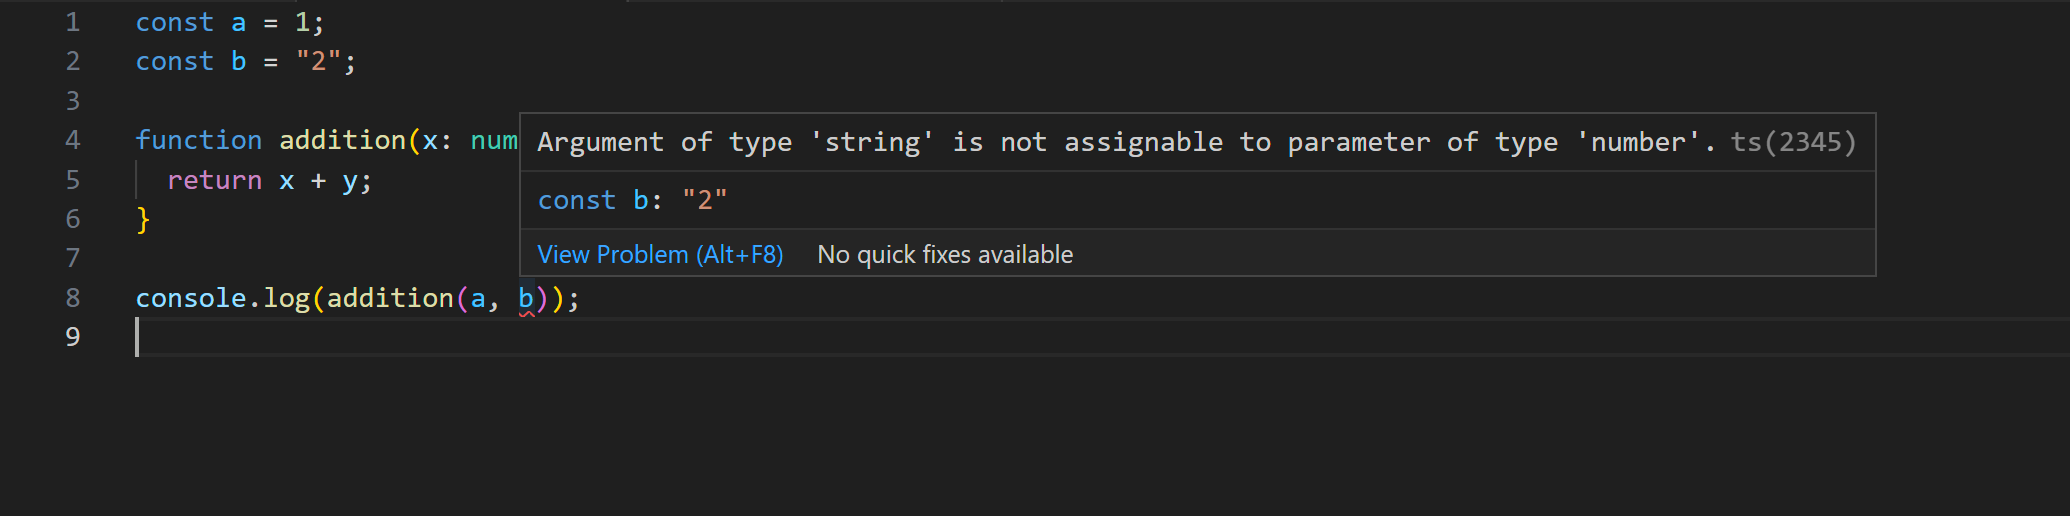 1 const a = 1;
2 const b = "2";
3
4 function addition(x: num
Argument of type 'string' is not assignable to parameter of type 'number'. ts(2345)
5 return x + y;
const b: "2"
6 }
7
View Problem (Alt+F8) No quick fixes available
8 console.log(addition(a, b));
9